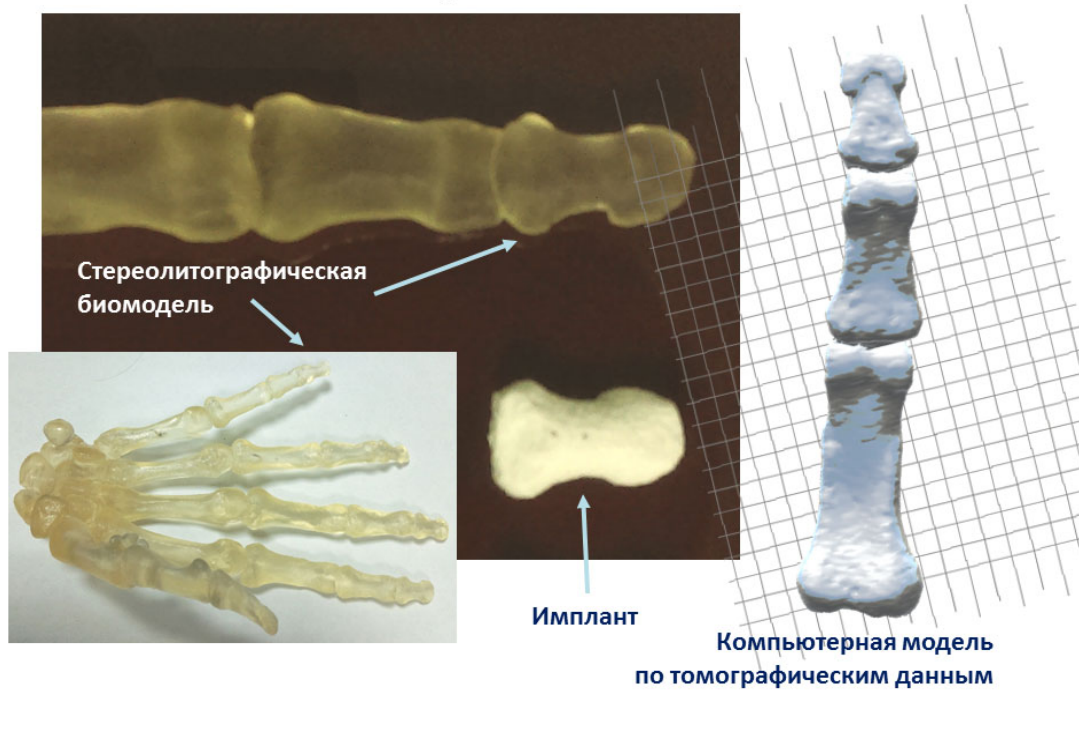 Стереолитографическая
биомодель
Имплант
Компьютерная модель
по томографическим данным